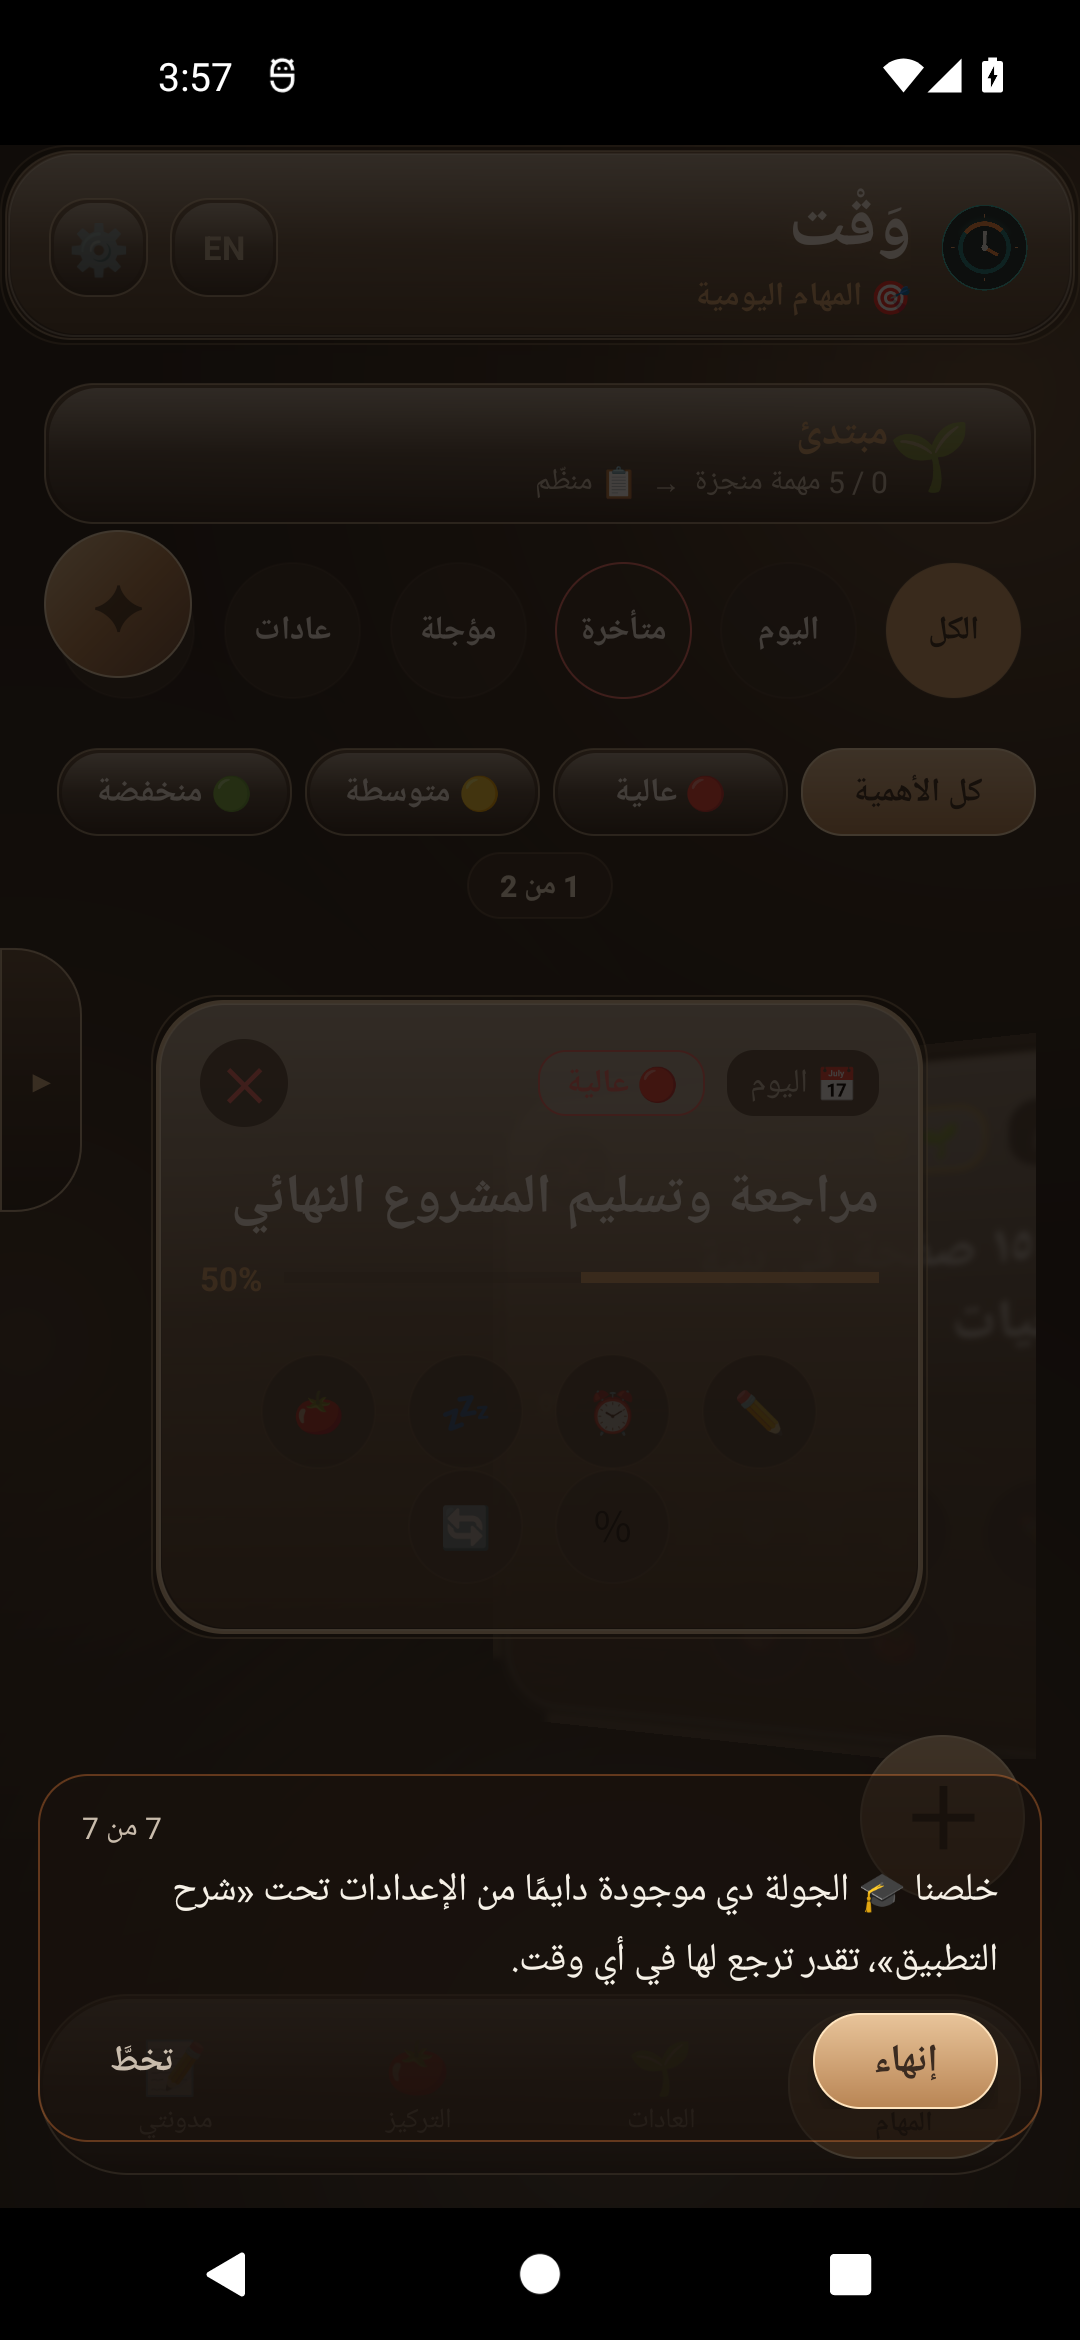 3:57
وَقْت
EN
المهام اليومية
مبتدئ
0 / 5 مهمة منجزة → منظّم
الكل
اليوم
متأخرة
مؤجلة
عادات
كل الأهمية
عالية
متوسطة
منخفضة
1 من 2
اليوم
عالية
مراجعة وتسليم المشروع النهائي
50%
%
7 من 7
خلصنا 🎓 الجولة دي موجودة دايمًا من الإعدادات تحت «شرح
التطبيق»، تقدر ترجع لها في أي وقت.
إنهاء
تخطَّ
المهام
العادات
التركيز
مدونتي